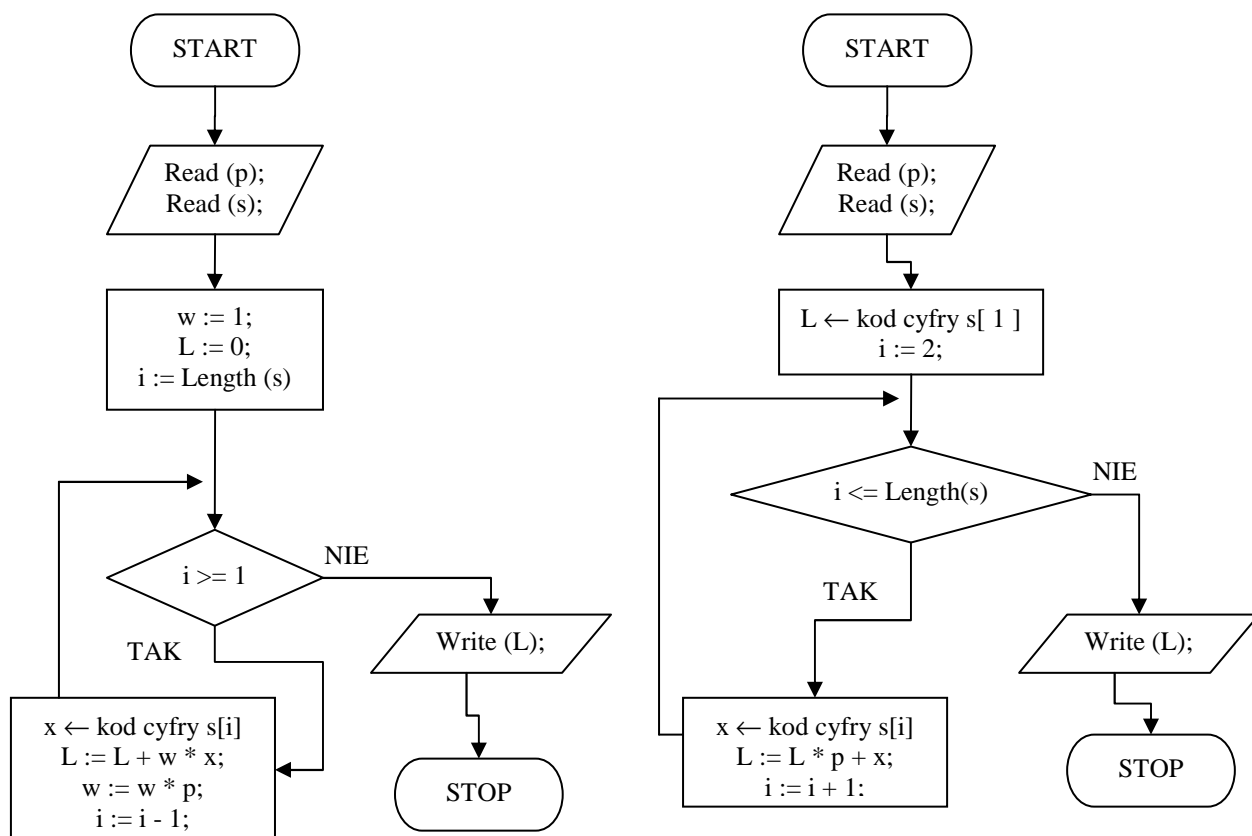 START
Read (p);
Read (s);
w := 1;
L := 0;
i := Length (s)
i >= 1
NIE
TAK
Write (L);
x ← kod cyfry s[i]
L := L + w * x;
w := w * p;
i := i - 1;
STOP
START
Read (p);
Read (s);
L ← kod cyfry s[ 1 ]
i := 2;
i <= Length(s)
NIE
TAK
Write (L);
x ← kod cyfry s[i]
L := L * p + x;
i := i + 1;
STOP